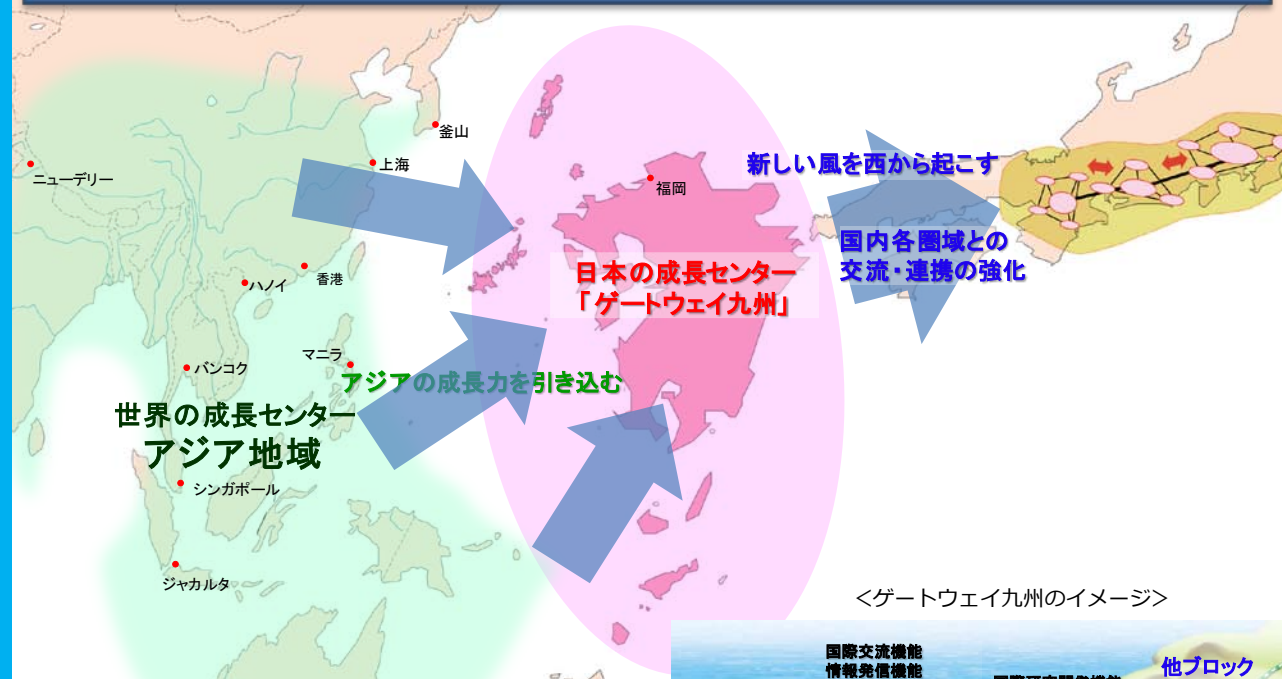 釜山
上海
ニューデリー
福岡
新しい風を西から起こす
国内各圏域との
交流・連携の強化
日本の成長センター
「ゲートウェイ九州」
香港
ハノイ
マニラ
バンコク
アジアの成長力を引き込む
世界の成長センター
アジア地域
シンガポール
ジャカルタ
<ゲートウェイ九州のイメージ>
国際交流機能
情報発信機能
他ブロック